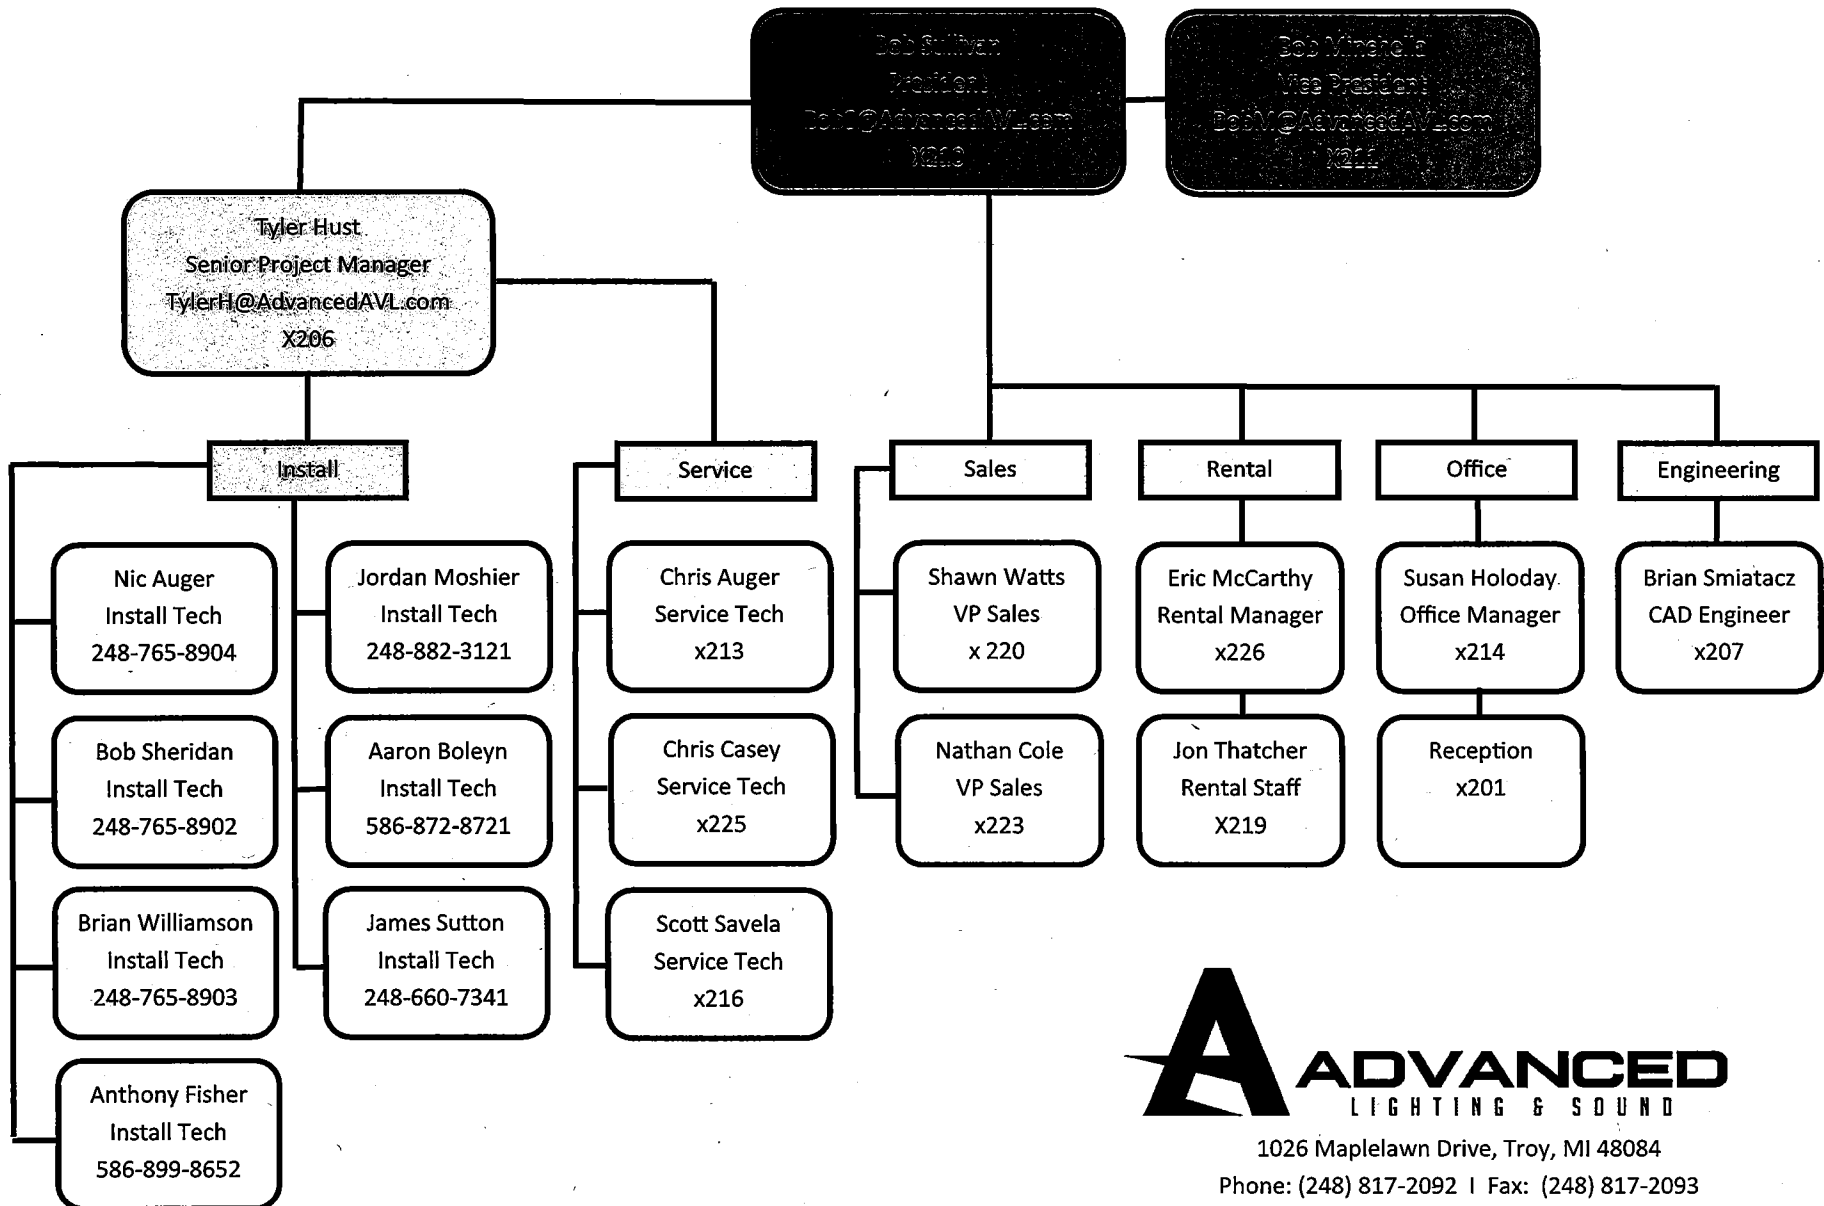 Bob Sullivan
President
BobS@AdvancedAVL.com
X210
Bob Minchella
Vice President
BobM@AdvancedAVL.com
X211
Tyler Hust
Senior Project Manager
TylerH@AdvancedAVL.com
X206
Install
Service
Sales
Rental
Office
Engineering
Nic Auger
Install Tech
248-765-8904
Jordan Moshier
Install Tech
248-882-3121
Chris Auger
Service Tech
x213
Shawn Watts
VP Sales
x 220
Eric McCarthy
Rental Manager
x226
Susan Holoday
Office Manager
x214
Brian Smiatacz
CAD Engineer
x207
Bob Sheridan
Install Tech
248-765-8902
Aaron Boleyn
Install Tech
586-872-8721
Chris Casey
Service Tech
x225
Nathan Cole
VP Sales
x223
Jon Thatcher
Rental Staff
X219
Reception
x201
Brian Williamson
Install Tech
248-765-8903
James Sutton
Install Tech
248-660-7341
Scott Savela
Service Tech
x216
Anthony Fisher
Install Tech
586-899-8652
ADVANCED
LIGHTING & SOUND
1026 Maplelawn Drive, Troy, MI 48084
Phone: (248) 817-2092 I Fax: (248) 817-2093